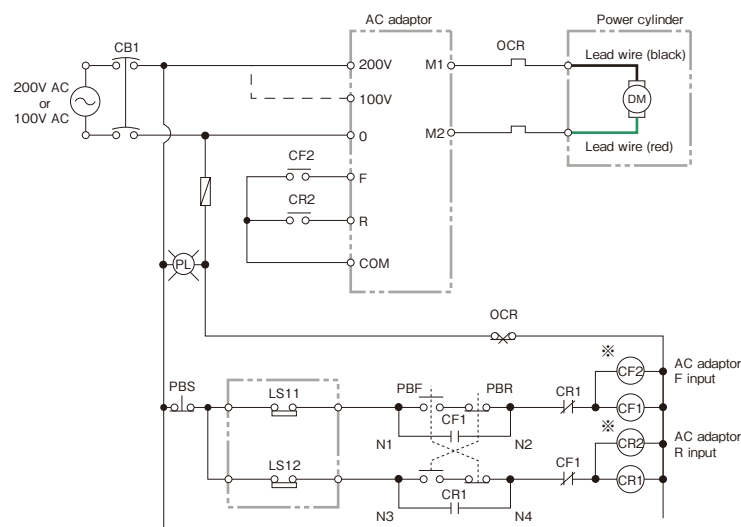 AC adaptor
Power cylinder
CB1
OCR
200V
M1
Lead wire (black)
200V AC
or
100V AC
100V
DM
0
M2
Lead wire (red)
CF2
F
CR2
R
COM
PL
OCR
※
CF2
AC adaptor
F input
PBS
LS11
PBF
PBR
CR1
CF1
CF1
N1
N2
※
CR2
AC adaptor
R input
LS12
CF1
CR1
CR1
N3
N4